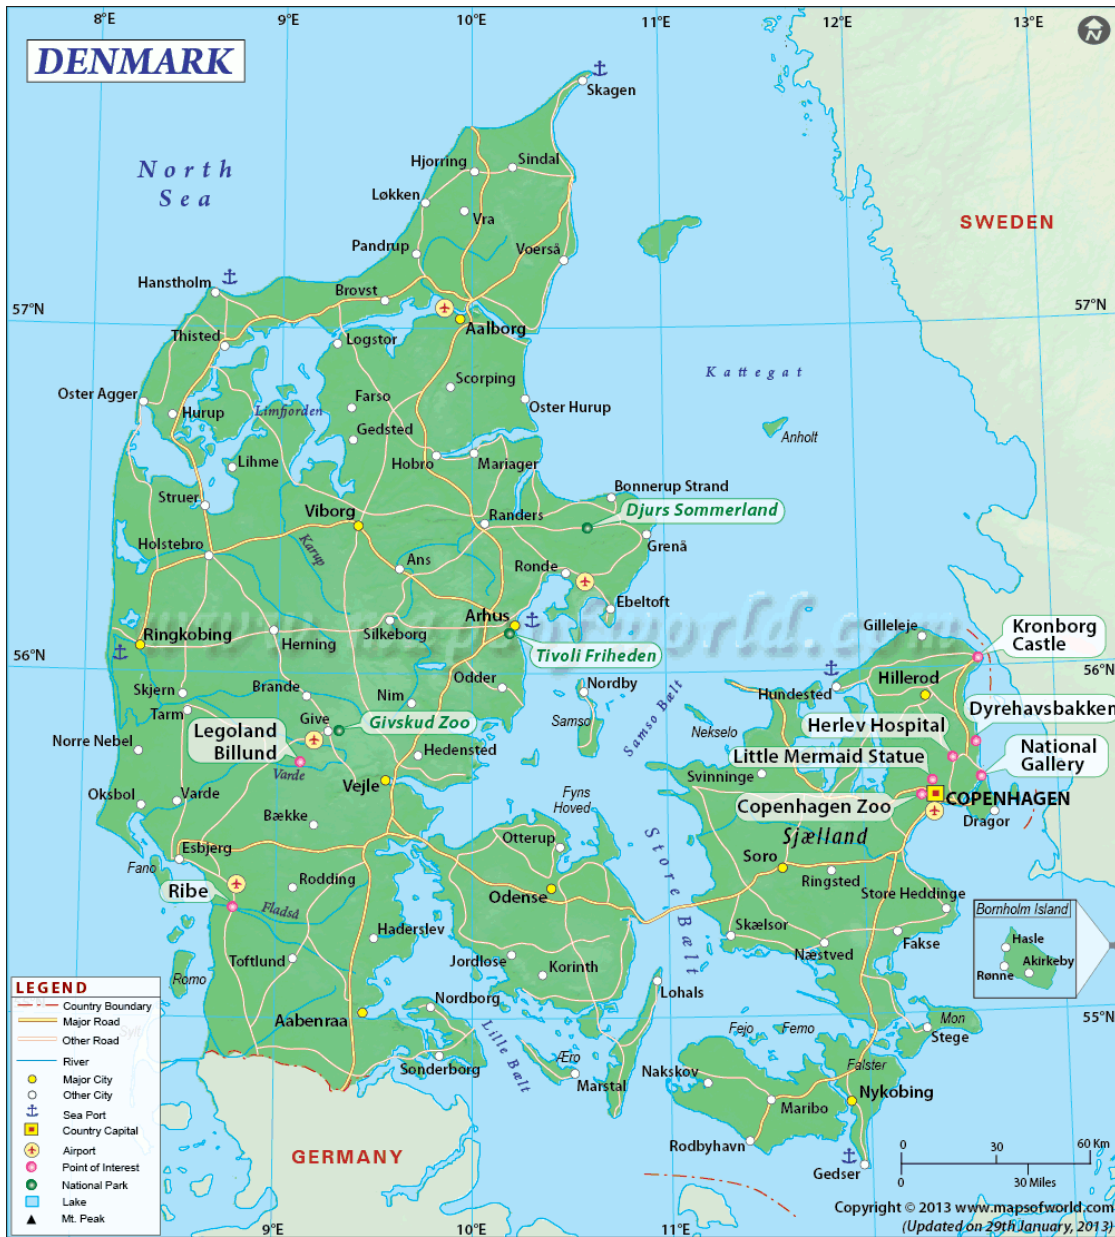 8°E 9°E 10°E 11°E 12°E 13°E
N
DENMARK
Skagen
North
Sea
Hjorring
Sindal
Løkken
Vra
SWEDEN
Pandrup
Voerså
Hanstholm
Brovst
57°N
57°N
Aalborg
Thisted
Logstor
Kattegat
Scorping
Oster Agger
Farso
Oster Hurup
Hurup
Limfjorden
Gedsted
Anholt
Hobro
Mariager
Lihme
Bonnerup Strand
Struer
Viborg
Randers
Djurs Sommerland
Karup
Grenå
Holstebro
Ans
Ronde
www.mapsofworld.com
Ebeltoft
Arhus
Gilleleje
Kronborg
Castle
Ringkobing
Herning
Silkeborg
Tivoli Friheden
56°N
56°N
Odder
Nordby
Hillerod
Skjern
Brande
Nim
Hundested
Tarm
Samso
Samso Bælt
Dyrehavsbakken
Give
Givskud Zoo
Nekselo
Herlev Hospital
Legoland
Billund
Norre Nebel
Hedensted
Little Mermaid Statue
National
Gallery
Varde
Svinninge
Vejle
Oksbol
Varde
Fyns
Hoved
Copenhagen Zoo
COPENHAGEN
Bække
Dragor
Otterup
Store Bælt
Sjælland
Esbjerg
Fano
Soro
Rodding
Ringsted
Ribe
Odense
Store Heddinge
Fladså
Bornholm Island
Haderslev
Skælsor
Fakse
Hasle
Næstved
Toftlund
Jordlose
Akirkeby
Korinth
Rønne
Romo
Lohals
LEGEND
Country Boundary
Major Road
Other Road
River
Major City
Other City
Sea Port
Country Capital
Airport
Point of Interest
National Park
Lake
Mt. Peak
Nordborg
Aabenraa
Lille Bælt
55°N
Fejo
Femo
Mon
Stege
Sonderborg
Æro
Marstal
Nakskov
Falster
Maribo
Nykobing
Rodbyhavn
GERMANY
Gedser
0 30 60 Km
0 30 Miles
Copyright © 2013 www.mapsofworld.com
(Updated on 29th January, 2013)
9°E 10°E 11°E